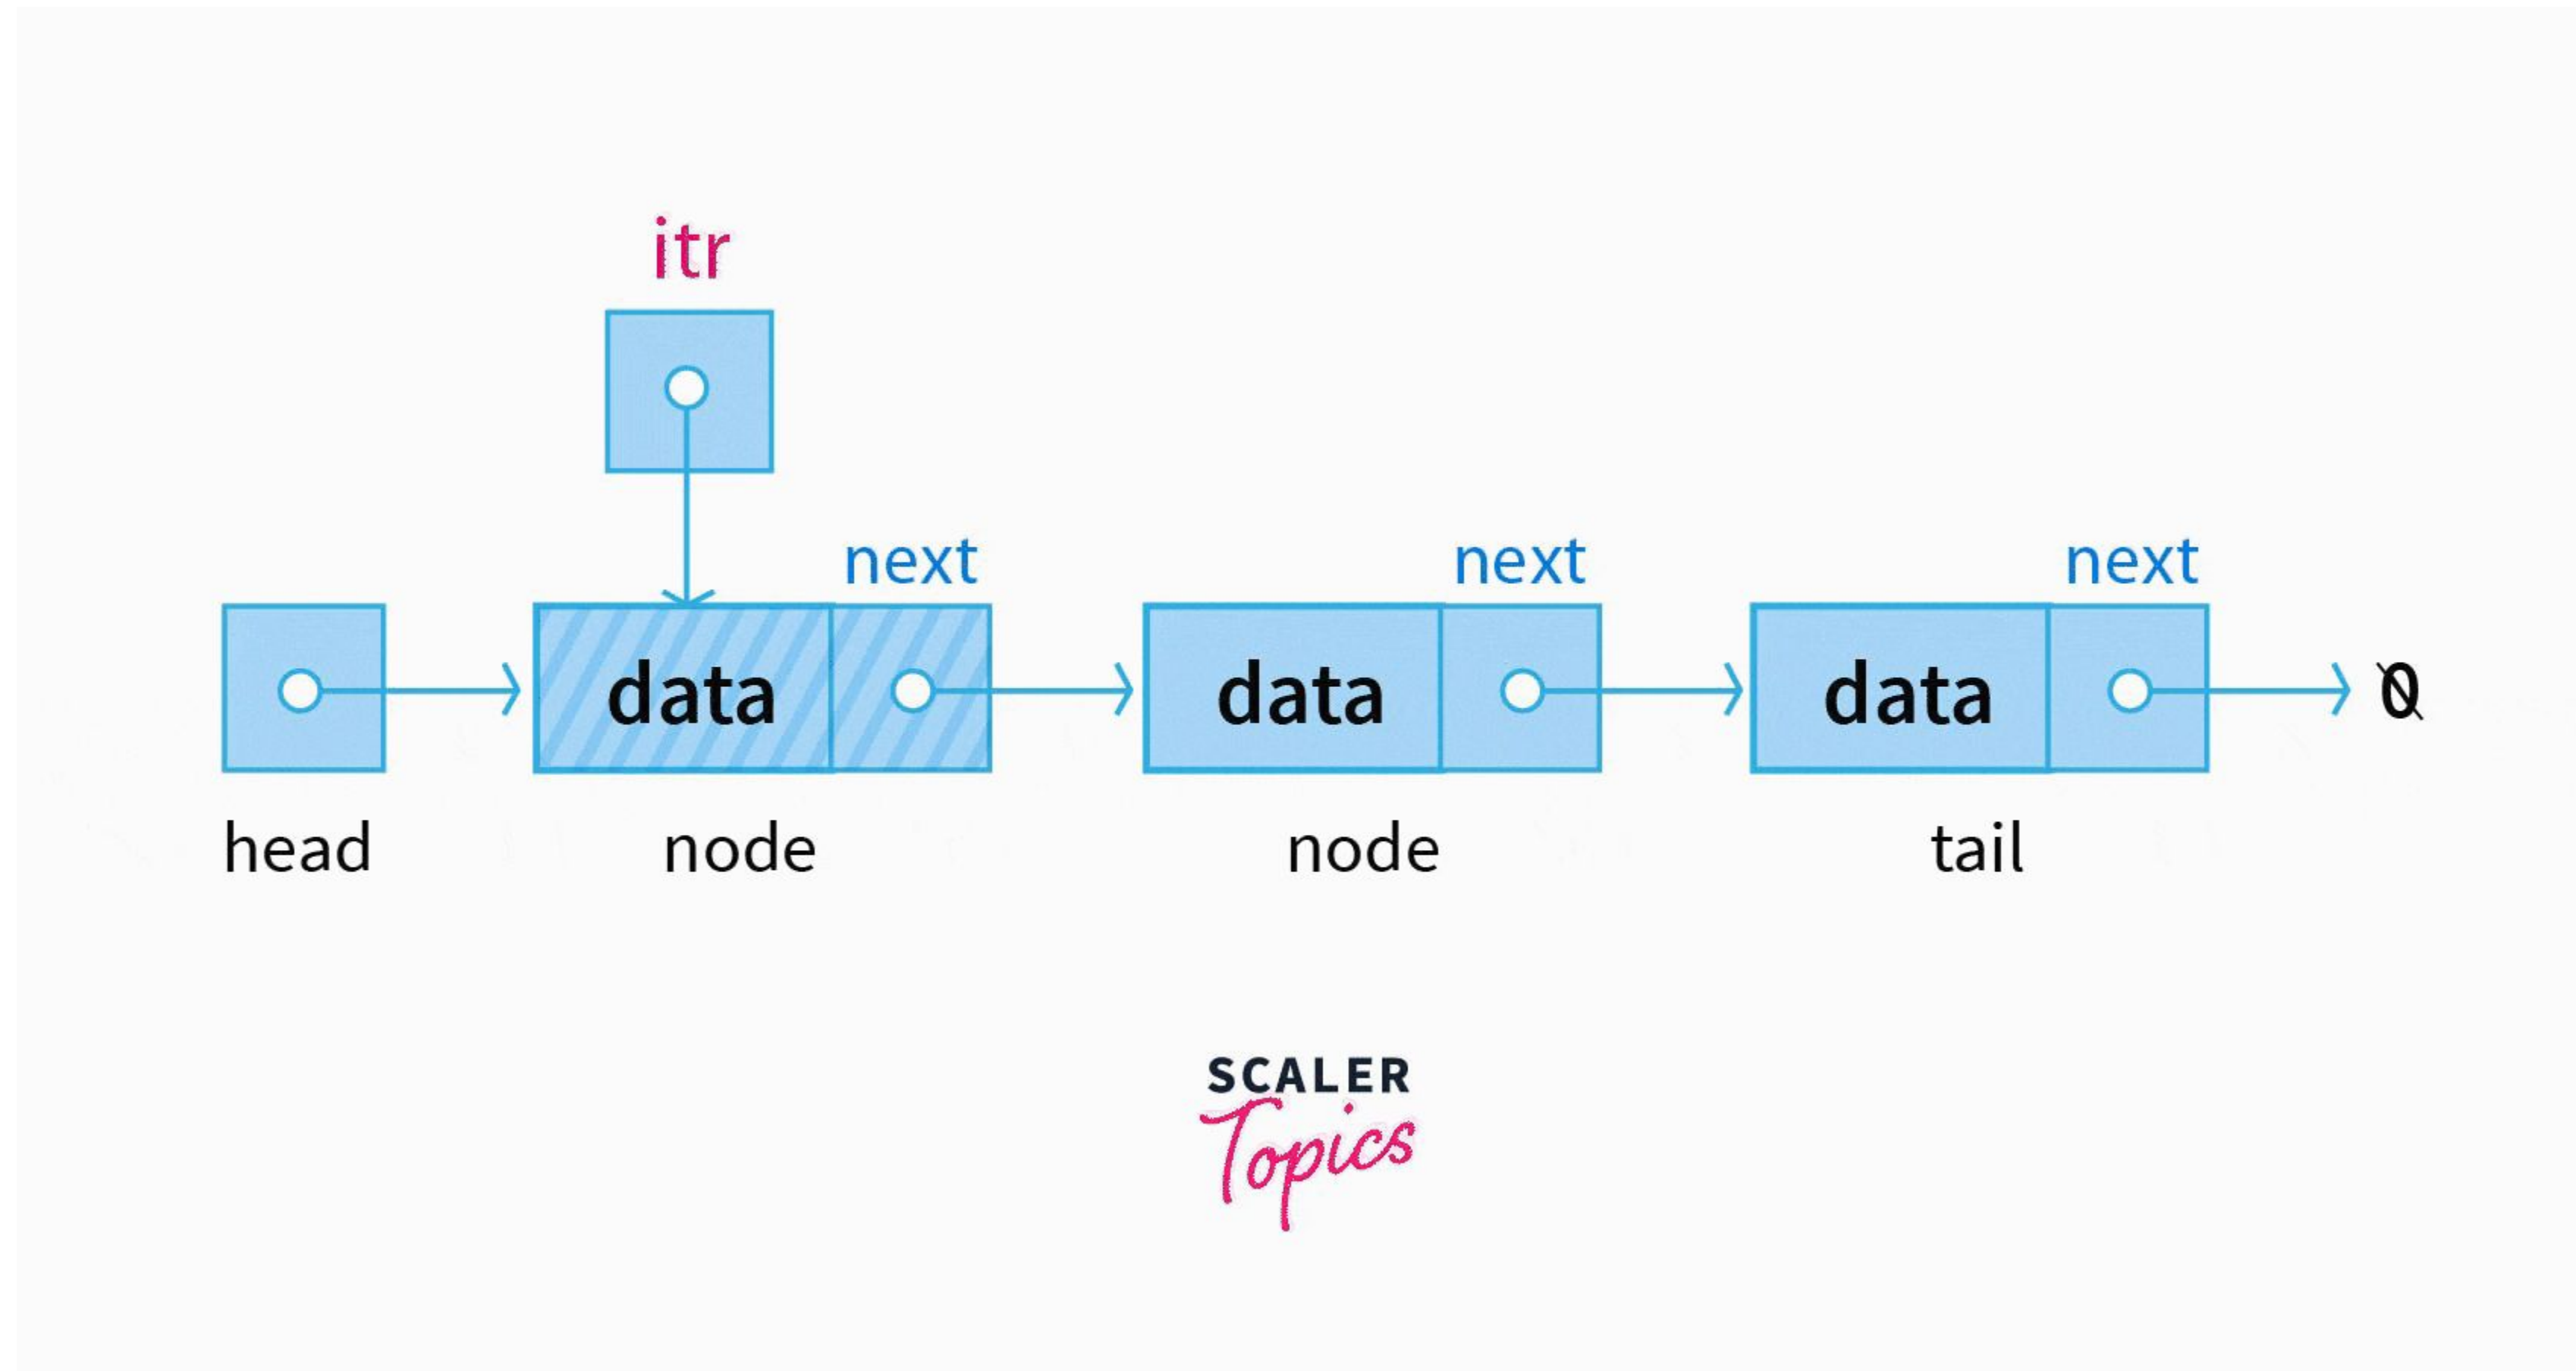 itr
next next next
data data data 0
head node node tail
SCALER
Topics